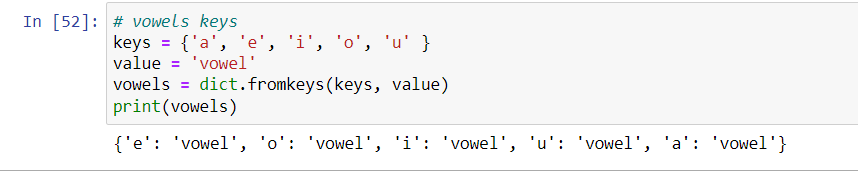 In [52]: # vowels keys
keys = {'a', 'e', 'i', 'o', 'u' }
value = 'vowel'
vowels = dict.fromkeys(keys, value)
print(vowels)
{'e': 'vowel', 'o': 'vowel', 'i': 'vowel', 'u': 'vowel', 'a': 'vowel'}